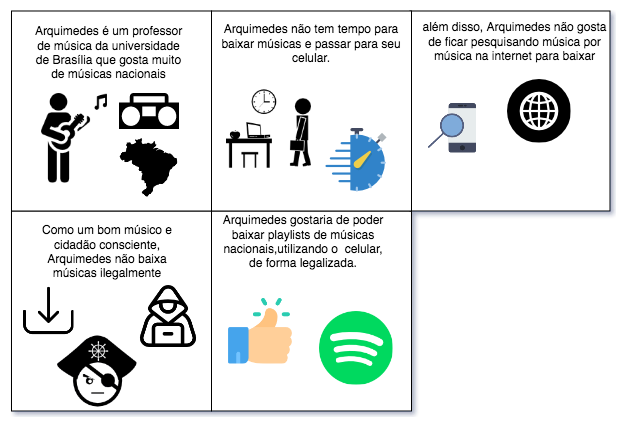 Arquimedes é um professor
de música da universidade
de Brasília que gosta muito
de músicas nacionais
Arquimedes não tem tempo para
baixar músicas e passar para seu
celular.
além disso, Arquimedes não gosta
de ficar pesquisando música por
música na internet para baixar
Como um bom músico e
cidadão consciente,
Arquimedes não baixa
músicas ilegalmente
Arquimedes gostaria de poder
baixar playlists de músicas
nacionais,utilizando o celular,
de forma legalizada.